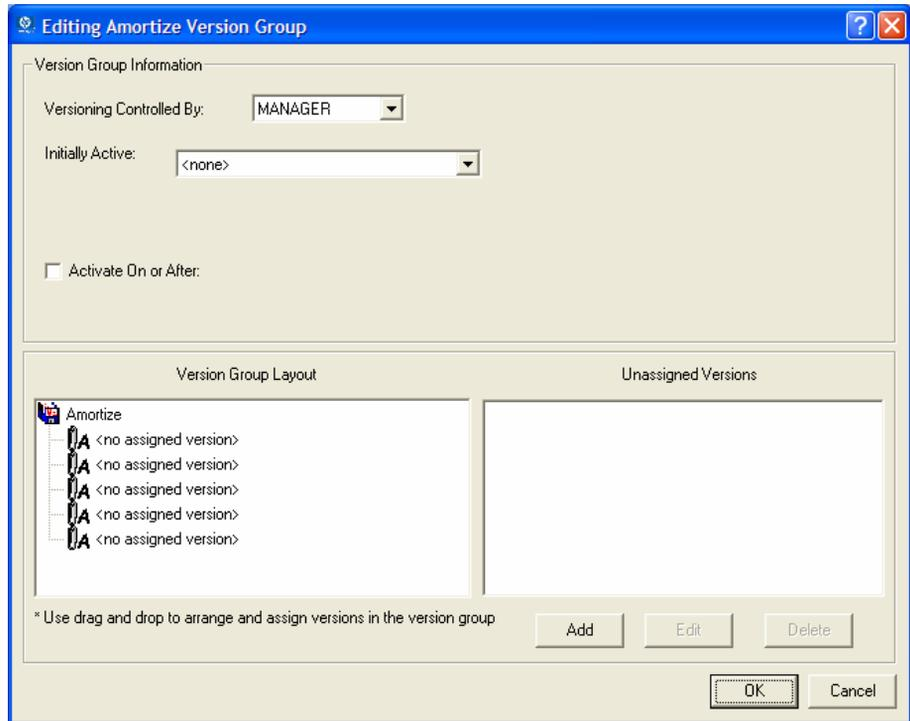 Editing Amortize Version Group
Version Group Information
Versioning Controlled By: MANAGER
Initially Active: <none>
Activate On or After:
Version Group Layout
Unassigned Versions
Amortize
A <no assigned version>
A <no assigned version>
A <no assigned version>
A <no assigned version>
A <no assigned version>
* Use drag and drop to arrange and assign versions in the version group
Add Edit Delete
OK Cancel